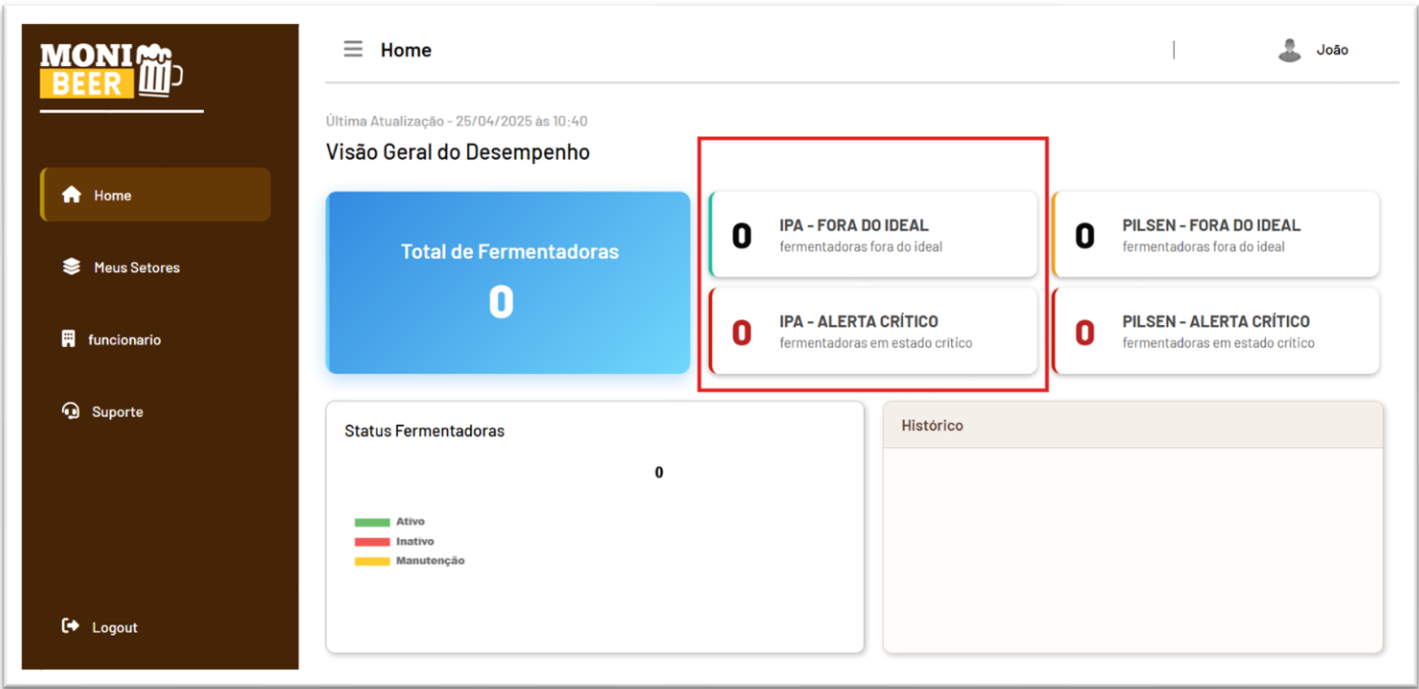 MONI
BEER
Home
Meus Setores
funcionario
Suporte
Logout
Home
João
Última Atualização - 25/04/2025 às 10:40
Visão Geral do Desempenho
Total de Fermentadoras
0
0
IPA - FORA DO IDEAL
fermentadoras fora do ideal
0
IPA - ALERTA CRÍTICO
fermentadoras em estado crítico
0
PILSEN - FORA DO IDEAL
fermentadoras fora do ideal
0
PILSEN - ALERTA CRÍTICO
fermentadoras em estado crítico
Status Fermentadoras
0
Ativo
Inativo
Manutenção
Histórico